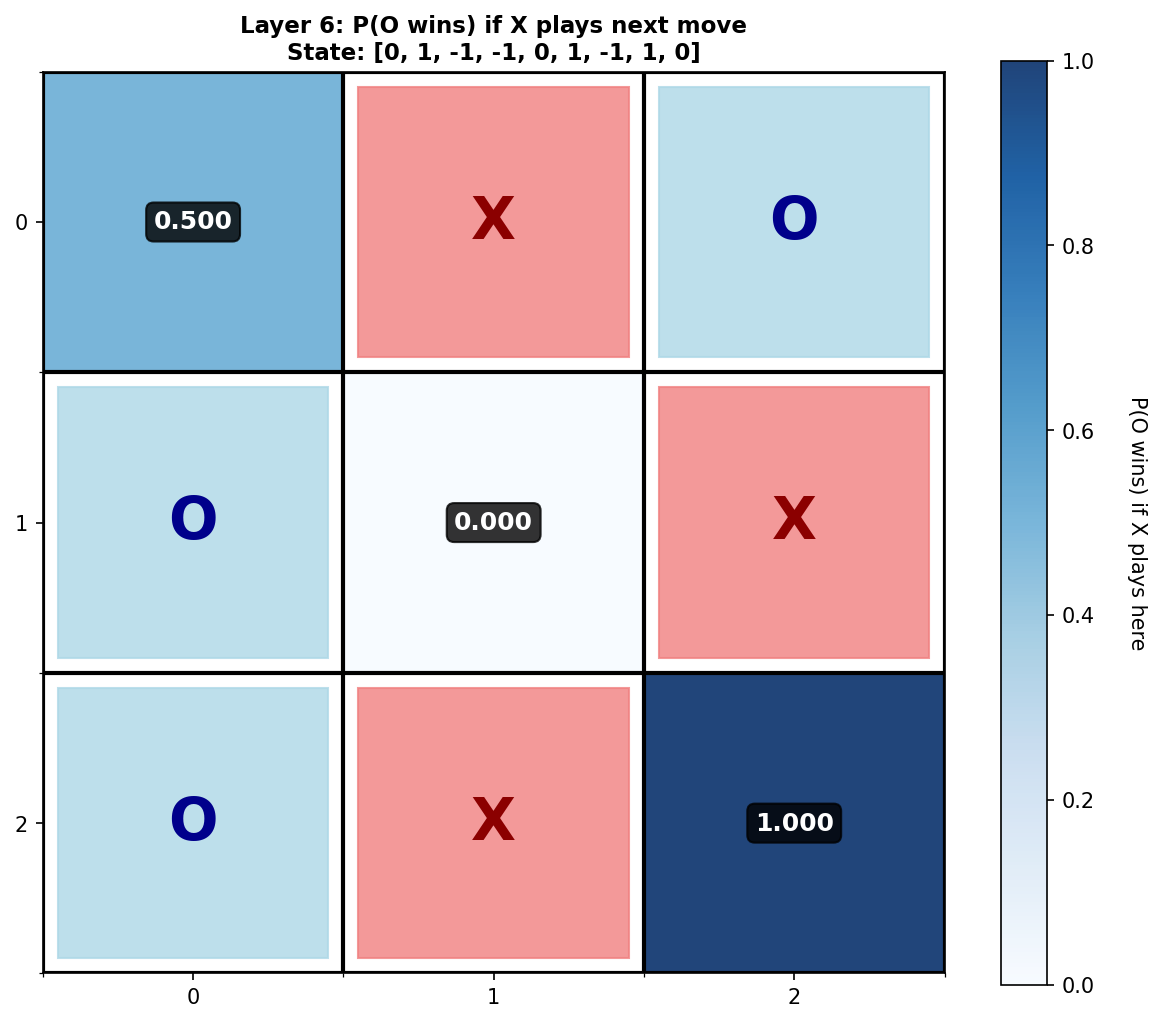 Layer 6: P(O wins) if X plays next move
State: [0, 1, -1, -1, 0, 1, -1, 1, 0]
0
0.500
X
O
1
O
0.000
X
2
O
X
1.000
0
1
2
1.0
0.8
0.6
0.4
0.2
0.0
P(O wins) if X plays here